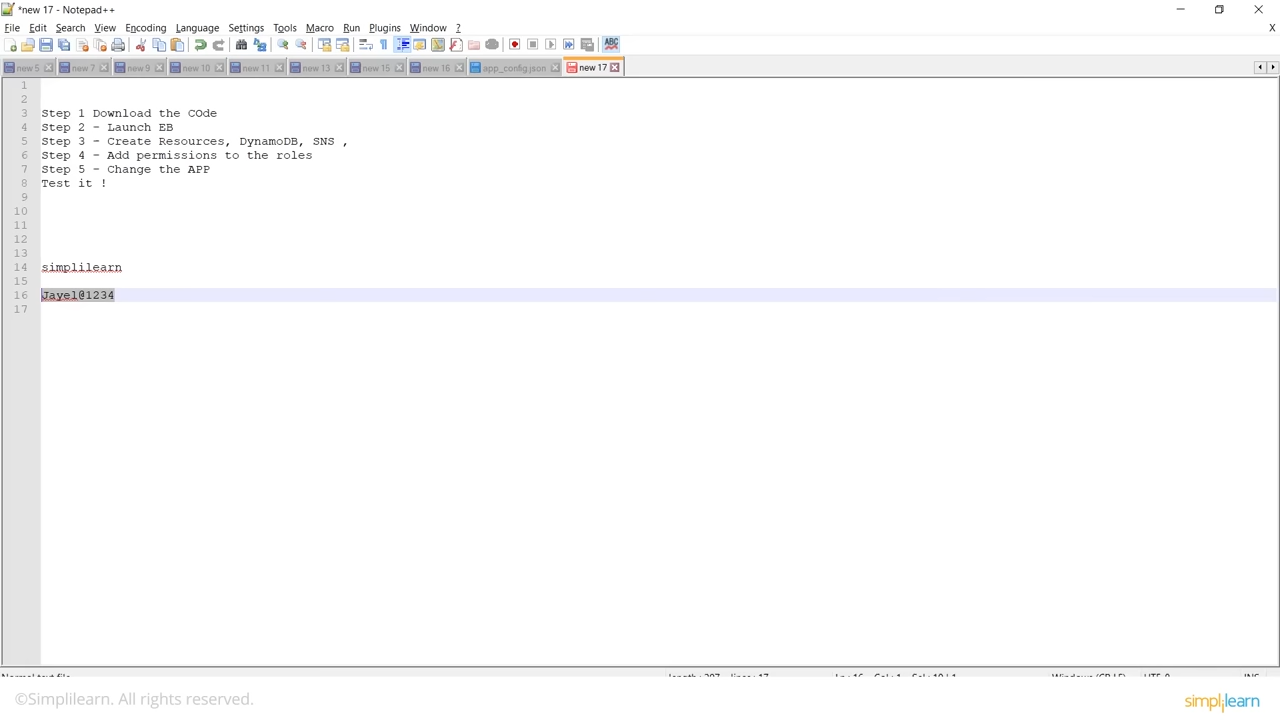 *new 17 - Notepad++
File Edit Search View Encoding Language Settings Tools Macro Run Plugins Window ?
X
new 5 new 7 new 9 new 10 new 11 new 13 new 15 new 16 app_config.json new 17
1
2
3 Step 1 Download the COde
4 Step 2 - Launch EB
5 Step 3 - Create Resources, DynamoDB, SNS ,
6 Step 4 - Add permissions to the roles
7 Step 5 - Change the APP
8 Test it !
9
10
11
12
13
14 simplilearn
15
16 Jayel@1234
17
©Simplilearn. All rights reserved.
simplilearn